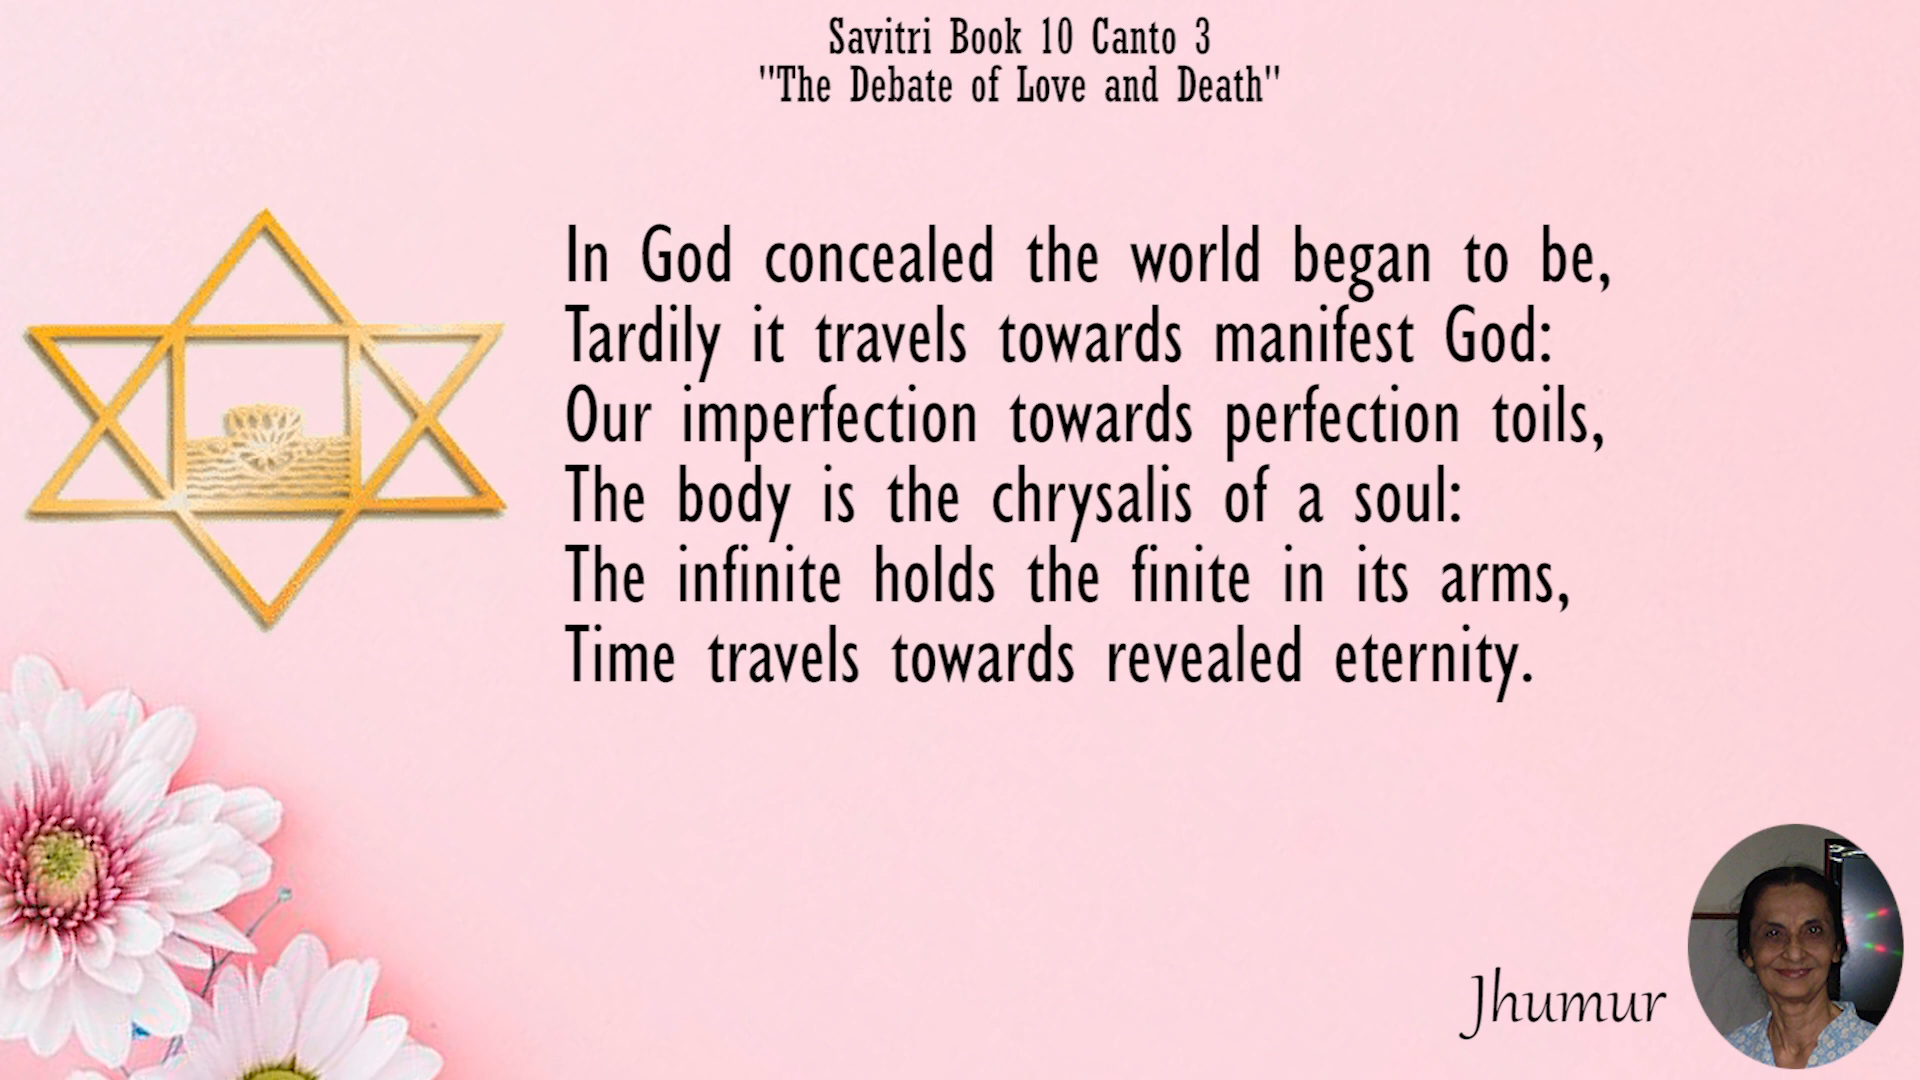 Savitri Book 10 Canto 3
"The Debate of Love and Death"
In God concealed the world began to be,
Tardily it travels towards manifest God:
Our imperfection towards perfection toils,
The body is the chrysalis of a soul:
The infinite holds the finite in its arms,
Time travels towards revealed eternity.
Jhumur